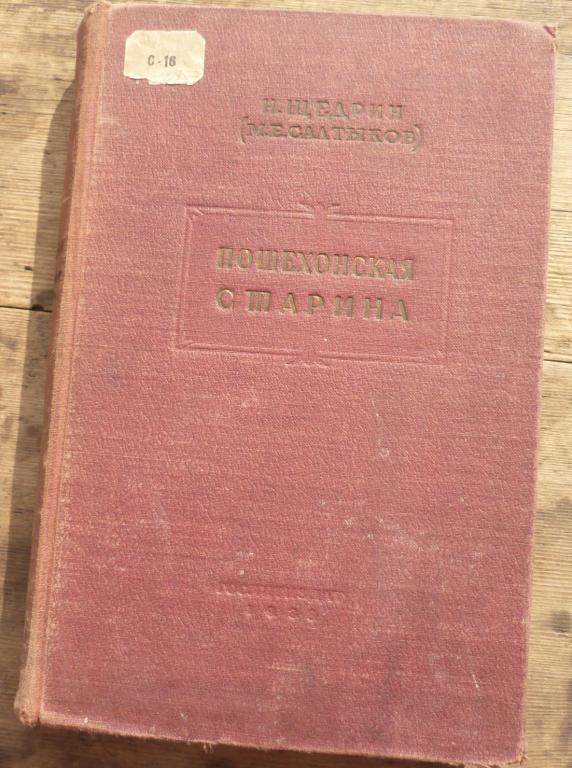 С-16
Н. ЩЕДРИН
(М.Е. САЛТЫКОВ)
ПОШЕХОНСКАЯ
СТАРИНА